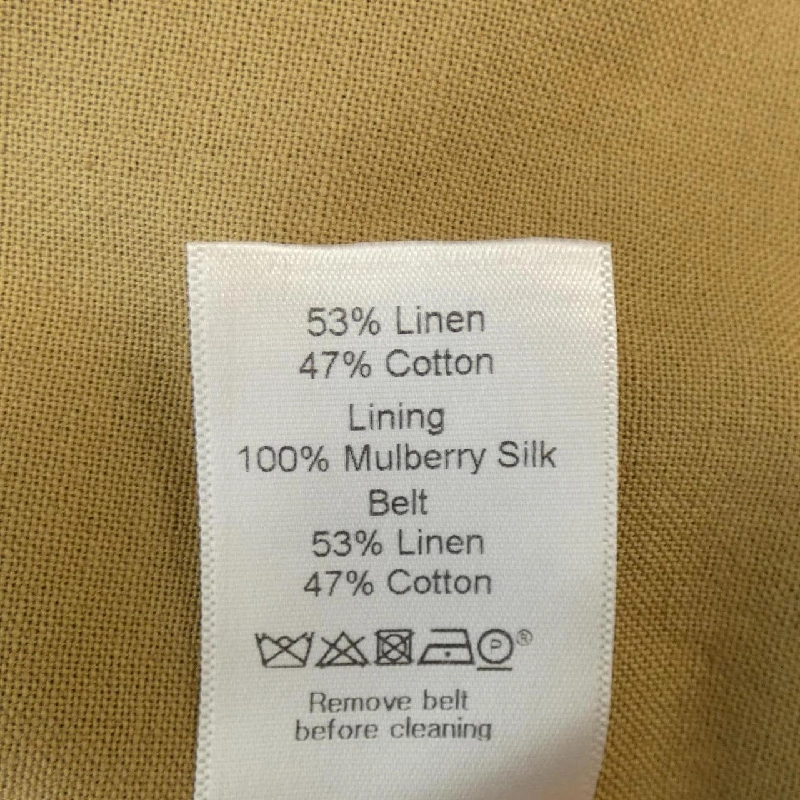 53% Linen
47% Cotton
Lining
100% Mulberry Silk
Belt
53% Linen
47% Cotton
P ®
Remove belt
before cleaning